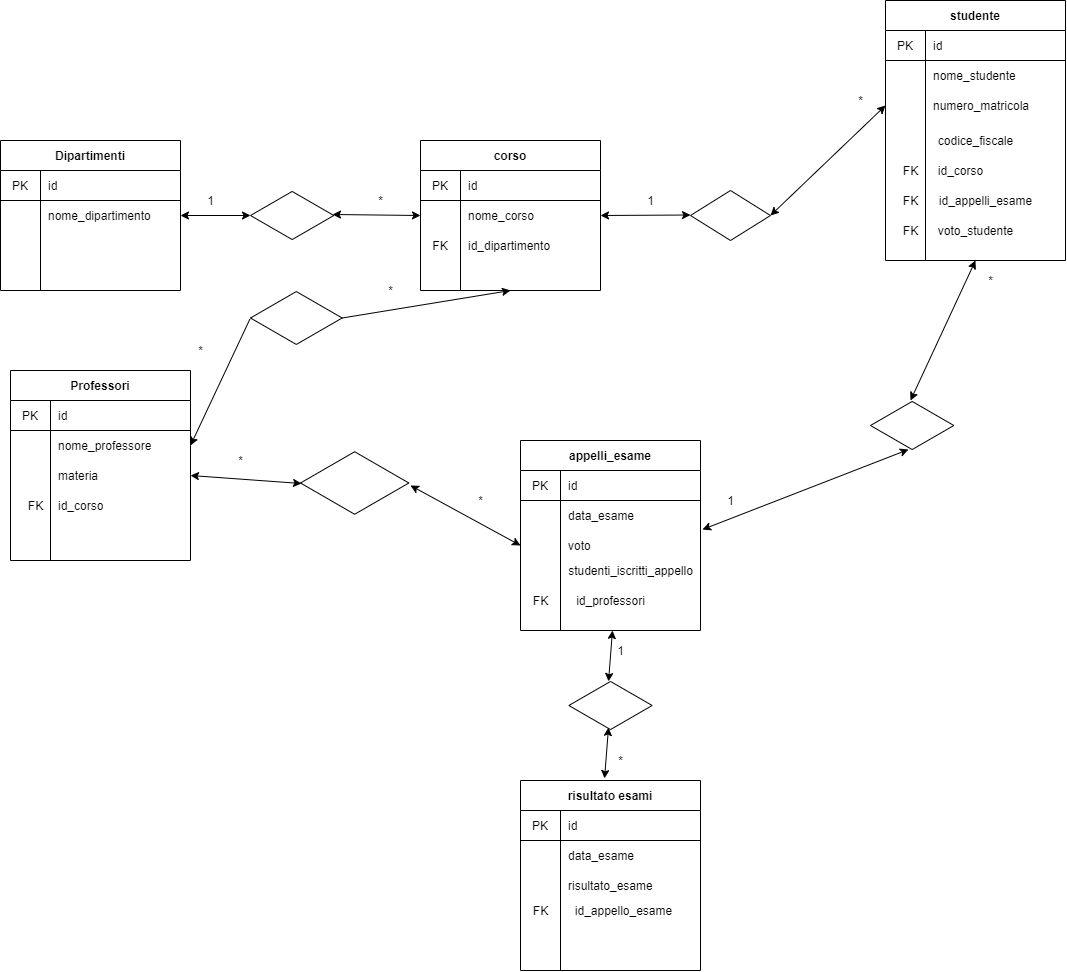 studente
PK id
nome_studente
numero_matricola
codice_fiscale
FK id_corso
FK id_appelli_esame
FK voto_studente
*
Dipartimenti
PK id
nome_dipartimento
1
*
corso
PK id
nome_corso
FK id_dipartimento
1
*
*
*
Professori
PK id
nome_professore
materia
FK id_corso
*
*
appelli_esame
PK id
data_esame
voto
studenti_iscritti_appello
FK id_professori
1
1
*
risultato esami
PK id
data_esame
risultato_esame
FK id_appello_esame